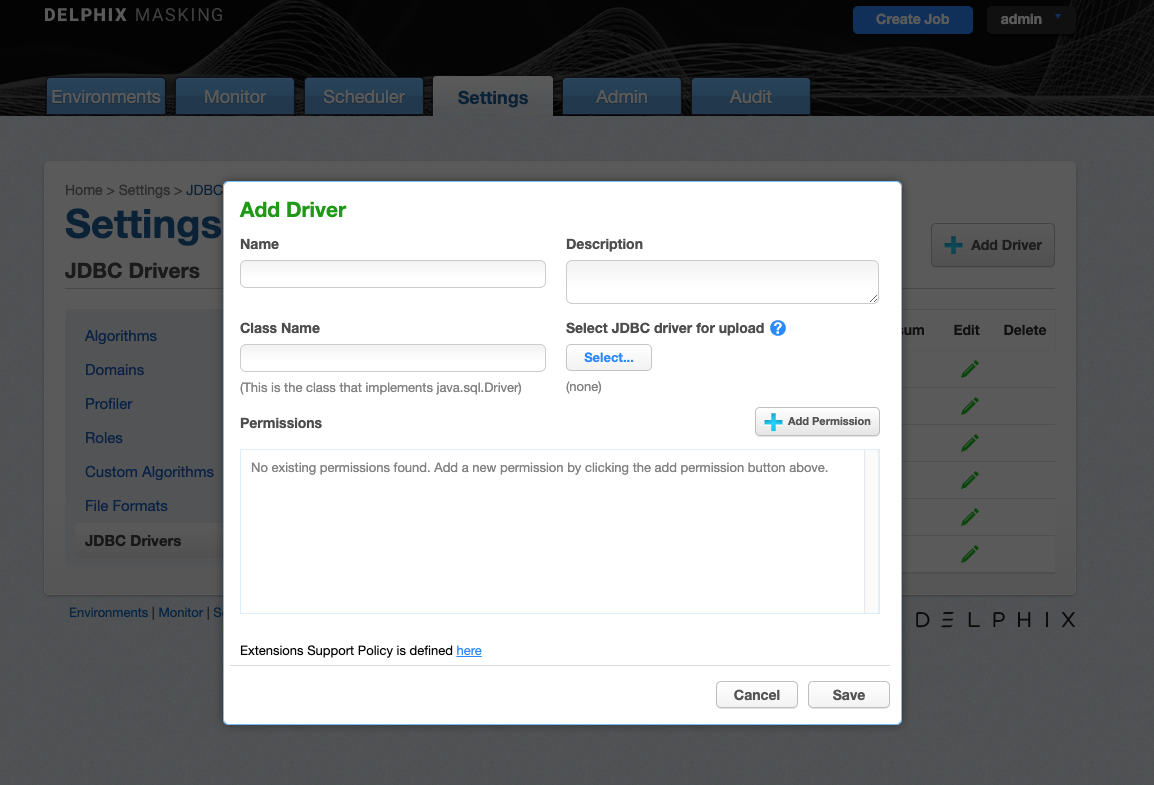 DELPHIX MASKING
Create Job
admin
Environments
Monitor
Scheduler
Settings
Admin
Audit
Home > Settings > JDBC
Settings
JDBC Drivers
Add Driver
Algorithms
Domains
Profiler
Roles
Custom Algorithms
File Formats
JDBC Drivers
Edit
Delete
Add Driver
Name
Description
Class Name
Select JDBC driver for upload ?
Select...
(This is the class that implements java.sql.Driver)
(none)
Permissions
Add Permission
No existing permissions found. Add a new permission by clicking the add permission button above.
Extensions Support Policy is defined here
Cancel
Save
Environments | Monitor |
DELPHIX